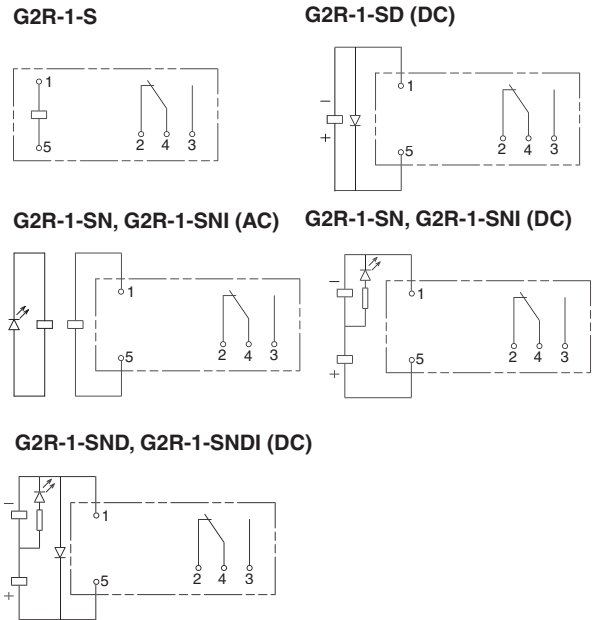 G2R-1-S
1
5
2 4 3
G2R-1-SD (DC)
1
−
+
5
2 4 3
G2R-1-SN, G2R-1-SNI (AC)
1
5
2 4 3
G2R-1-SN, G2R-1-SNI (DC)
−
1
5
+
2 4 3
G2R-1-SND, G2R-1-SNDI (DC)
−
1
5
+
2 4 3